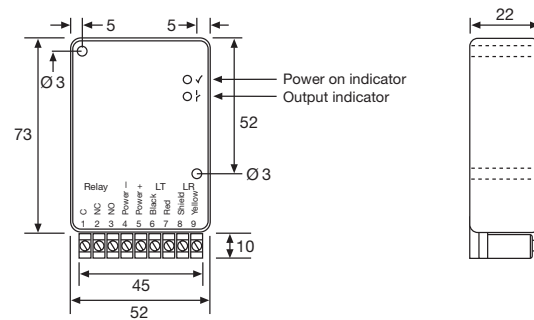 5 5 22
Ø 3
Power on indicator
Output indicator
73
52
Ø 3
Relay LT LR
C NC NO Power − Power + Black Red Shield Yellow
1 2 3 4 5 6 7 8 9
10
45
52